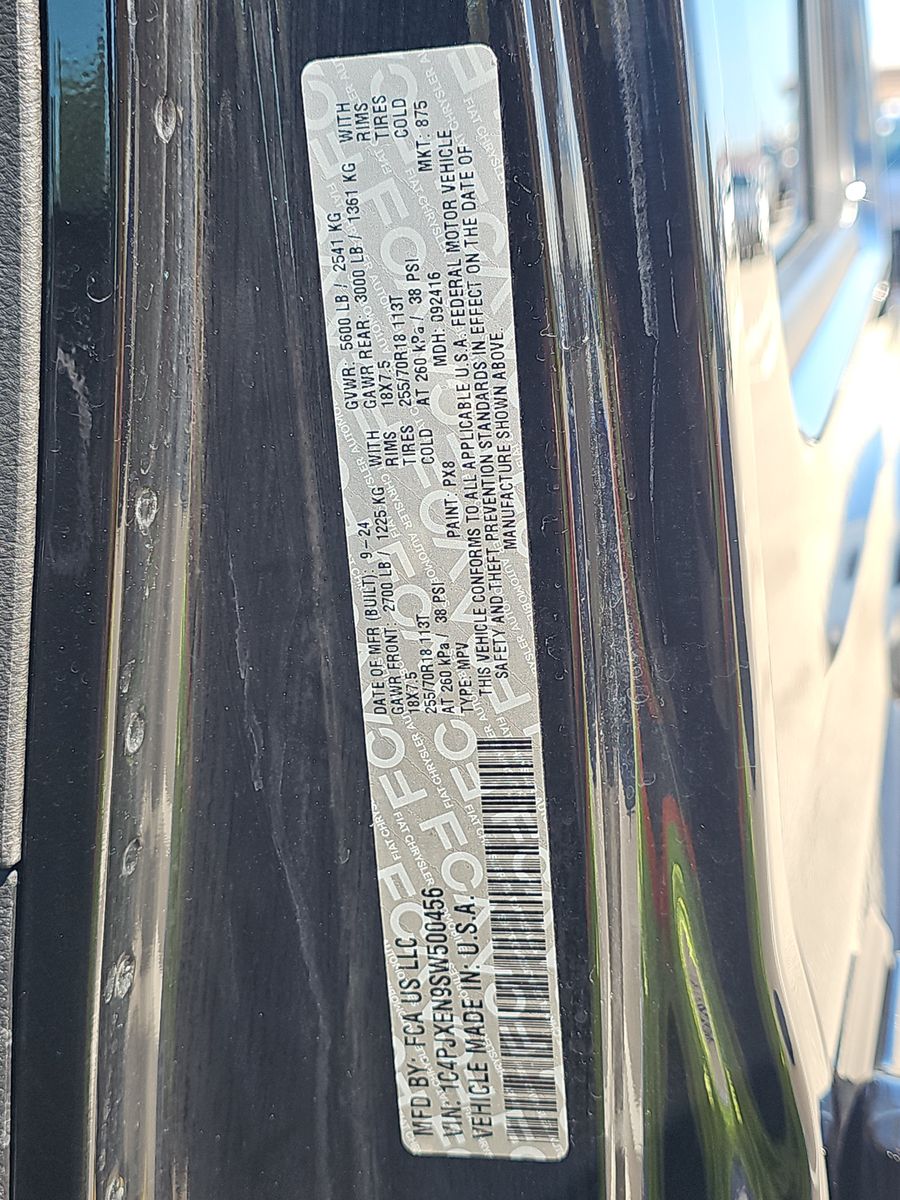 MFD BY: FCA US LLC
VIN: 1C4PJXEN9SW500456
VEHICLE MADE IN: U.S.A.
DATE OF MFR (BUILT): 9-24
GAWR FRONT: 2700 LB / 1225 KG WITH
18X7.5 RIMS
255/70R18 113T TIRES
AT 260 kPa / 38 PSI COLD
TYPE: MPV PAINT: PX8
GVWR: 5600 LB / 2541 KG
GAWR REAR: 3000 LB / 1361 KG WITH
18X7.5 RIMS
255/70R18 113T TIRES
AT 260 kPa / 38 PSI COLD
MDH: 092416 MKT: 875
THIS VEHICLE CONFORMS TO ALL APPLICABLE U.S.A. FEDERAL MOTOR VEHICLE
SAFETY AND THEFT PREVENTION STANDARDS IN EFFECT ON THE DATE OF
MANUFACTURE SHOWN ABOVE.